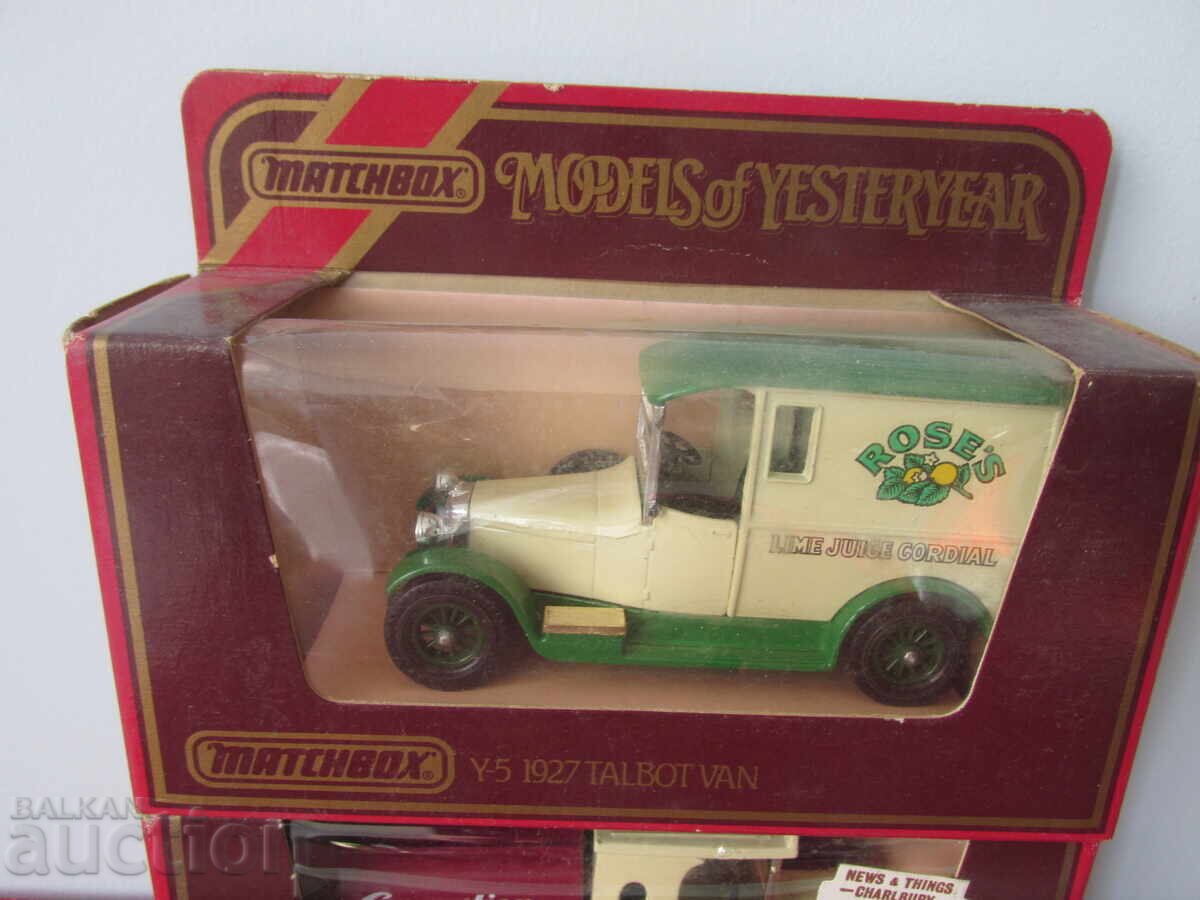 MATCHBOX®
MODELS of YESTERYEAR
ROSE'S
LIME JUICE CORDIAL
MATCHBOX®
Y-5 1927 TALBOT VAN
BALKAN
auction
NEWS & THINGS
—CHARLBURY